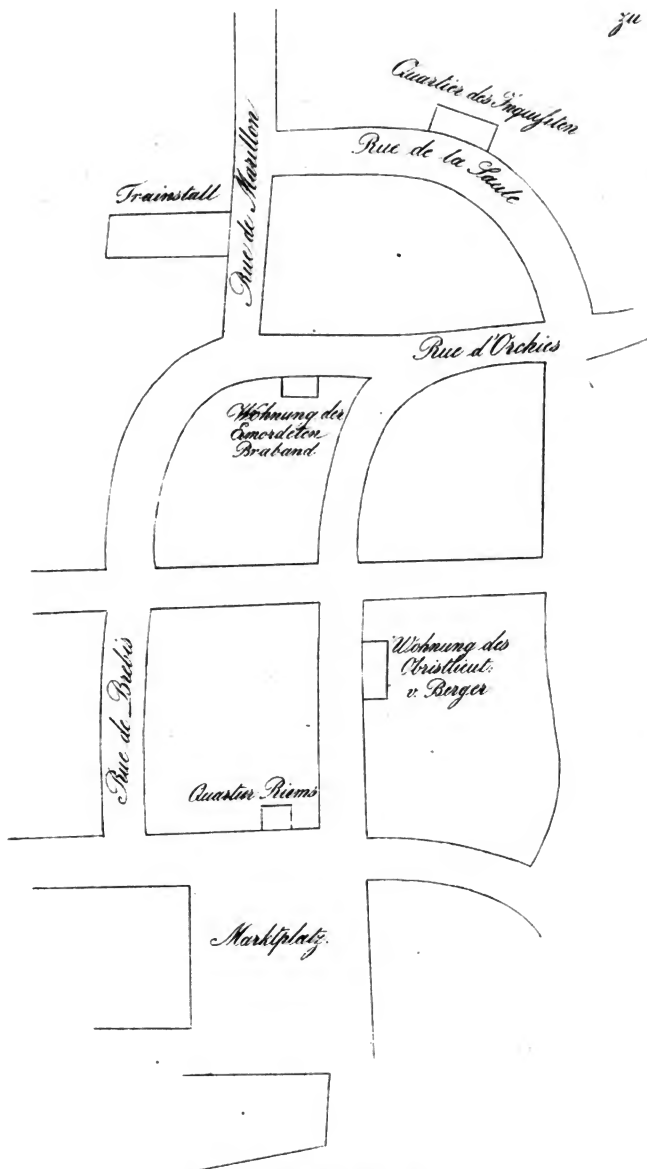 zu
Quartier des Inquisiten
Rue de la Saule
Trainstall
Rue de Marillon
Rue d'Orchies
Wohnung der
Ermordeten
Braband.
Wohnung des
Obristlieut:
v. Berger
Rue de Brebis
Quartier Riems
Marktplatz.